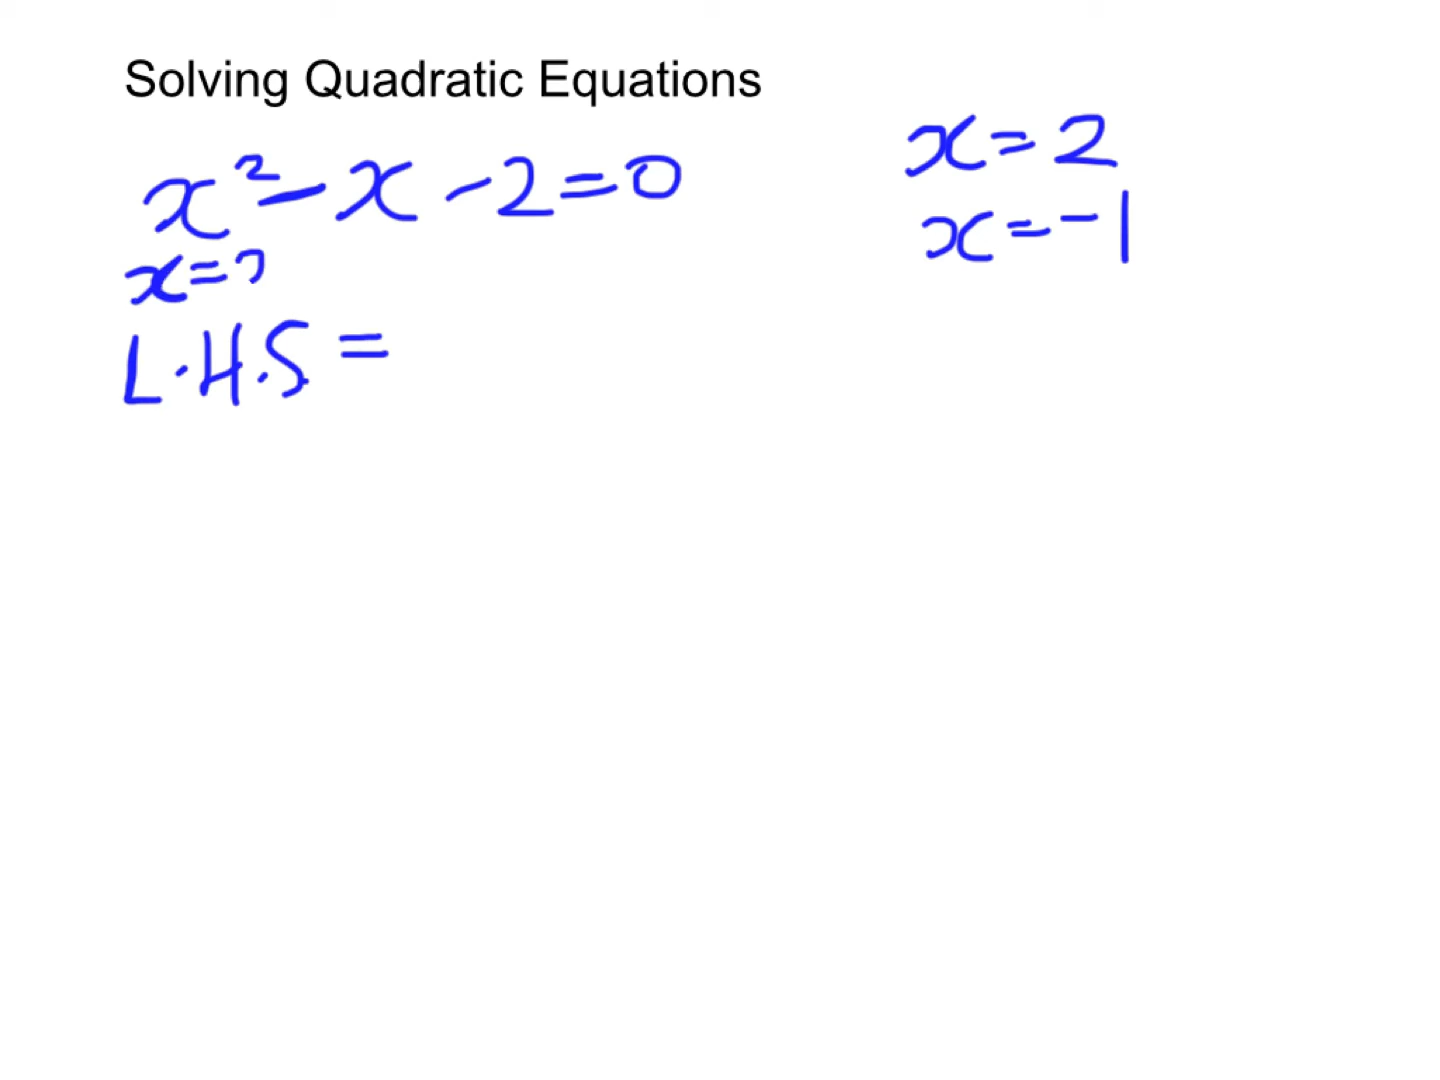 Solving Quadratic Equations
x² - x - 2 = 0
x = ?
L.H.S =
x = 2
x = -1